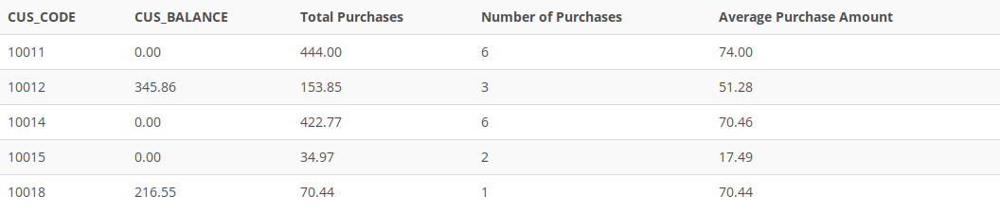 CUS_CODE CUS_BALANCE Total Purchases Number of Purchases Average Purchase Amount
10011 0.00 444.00 6 74.00
10012 345.86 153.85 3 51.28
10014 0.00 422.77 6 70.46
10015 0.00 34.97 2 17.49
10018 216.55 70.44 1 70.44